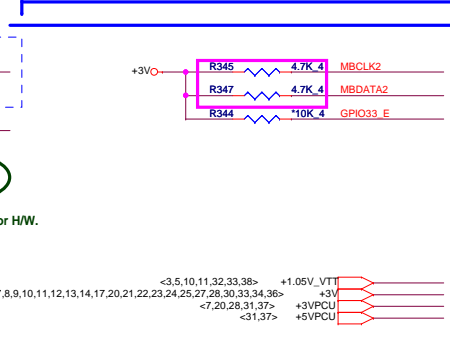 R345 4.7K_4 MBCLK2
+3V
R347 4.7K_4 MBDATA2
R344 *10K_4 GPIO33_E
or H/W.
<3,5,10,11,32,33,38> +1.05V_VTT
7,8,9,10,11,12,13,14,17,20,21,22,23,24,25,27,28,30,33,34,36> +3V
<7,20,28,31,37> +3VPCU
<31,37> +5VPCU